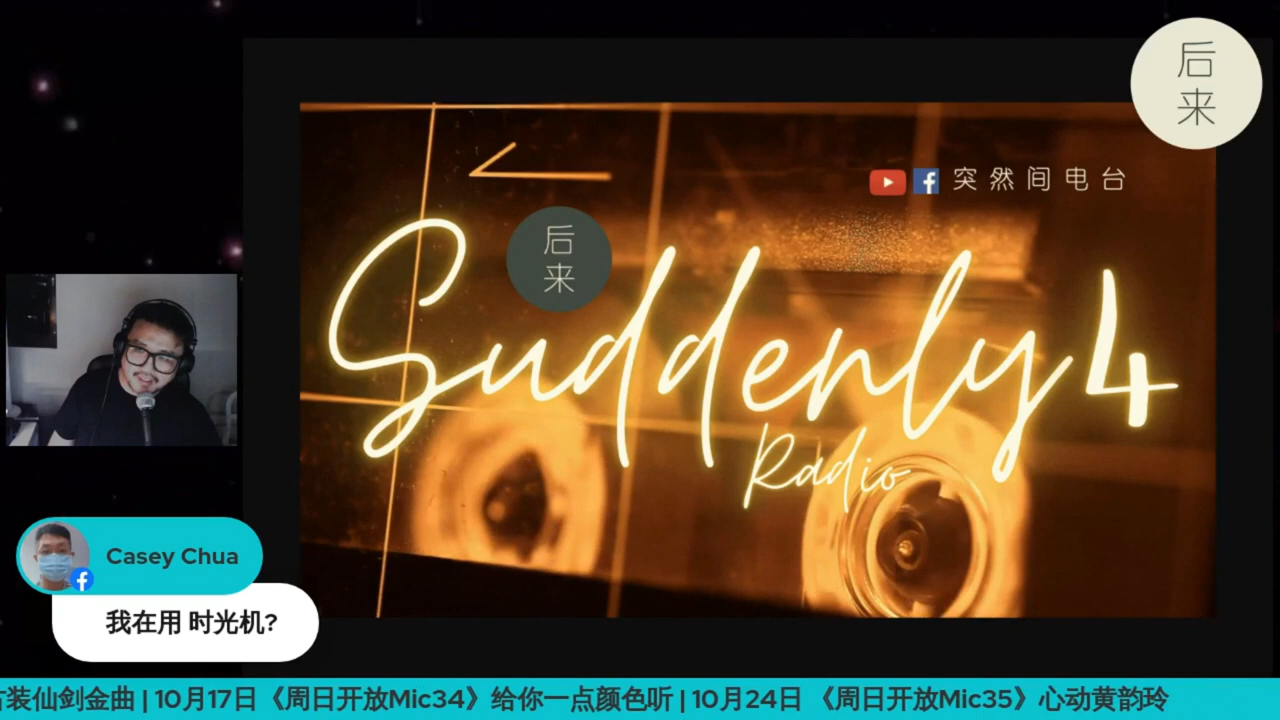 后
来
突然间电台
后
来
Suddenly4
Radio
Casey Chua
我在用 时光机?
装仙剑金曲 | 10月17日《周日开放Mic34》给你一点颜色听 | 10月24日 《周日开放Mic35》心动黄韵玲